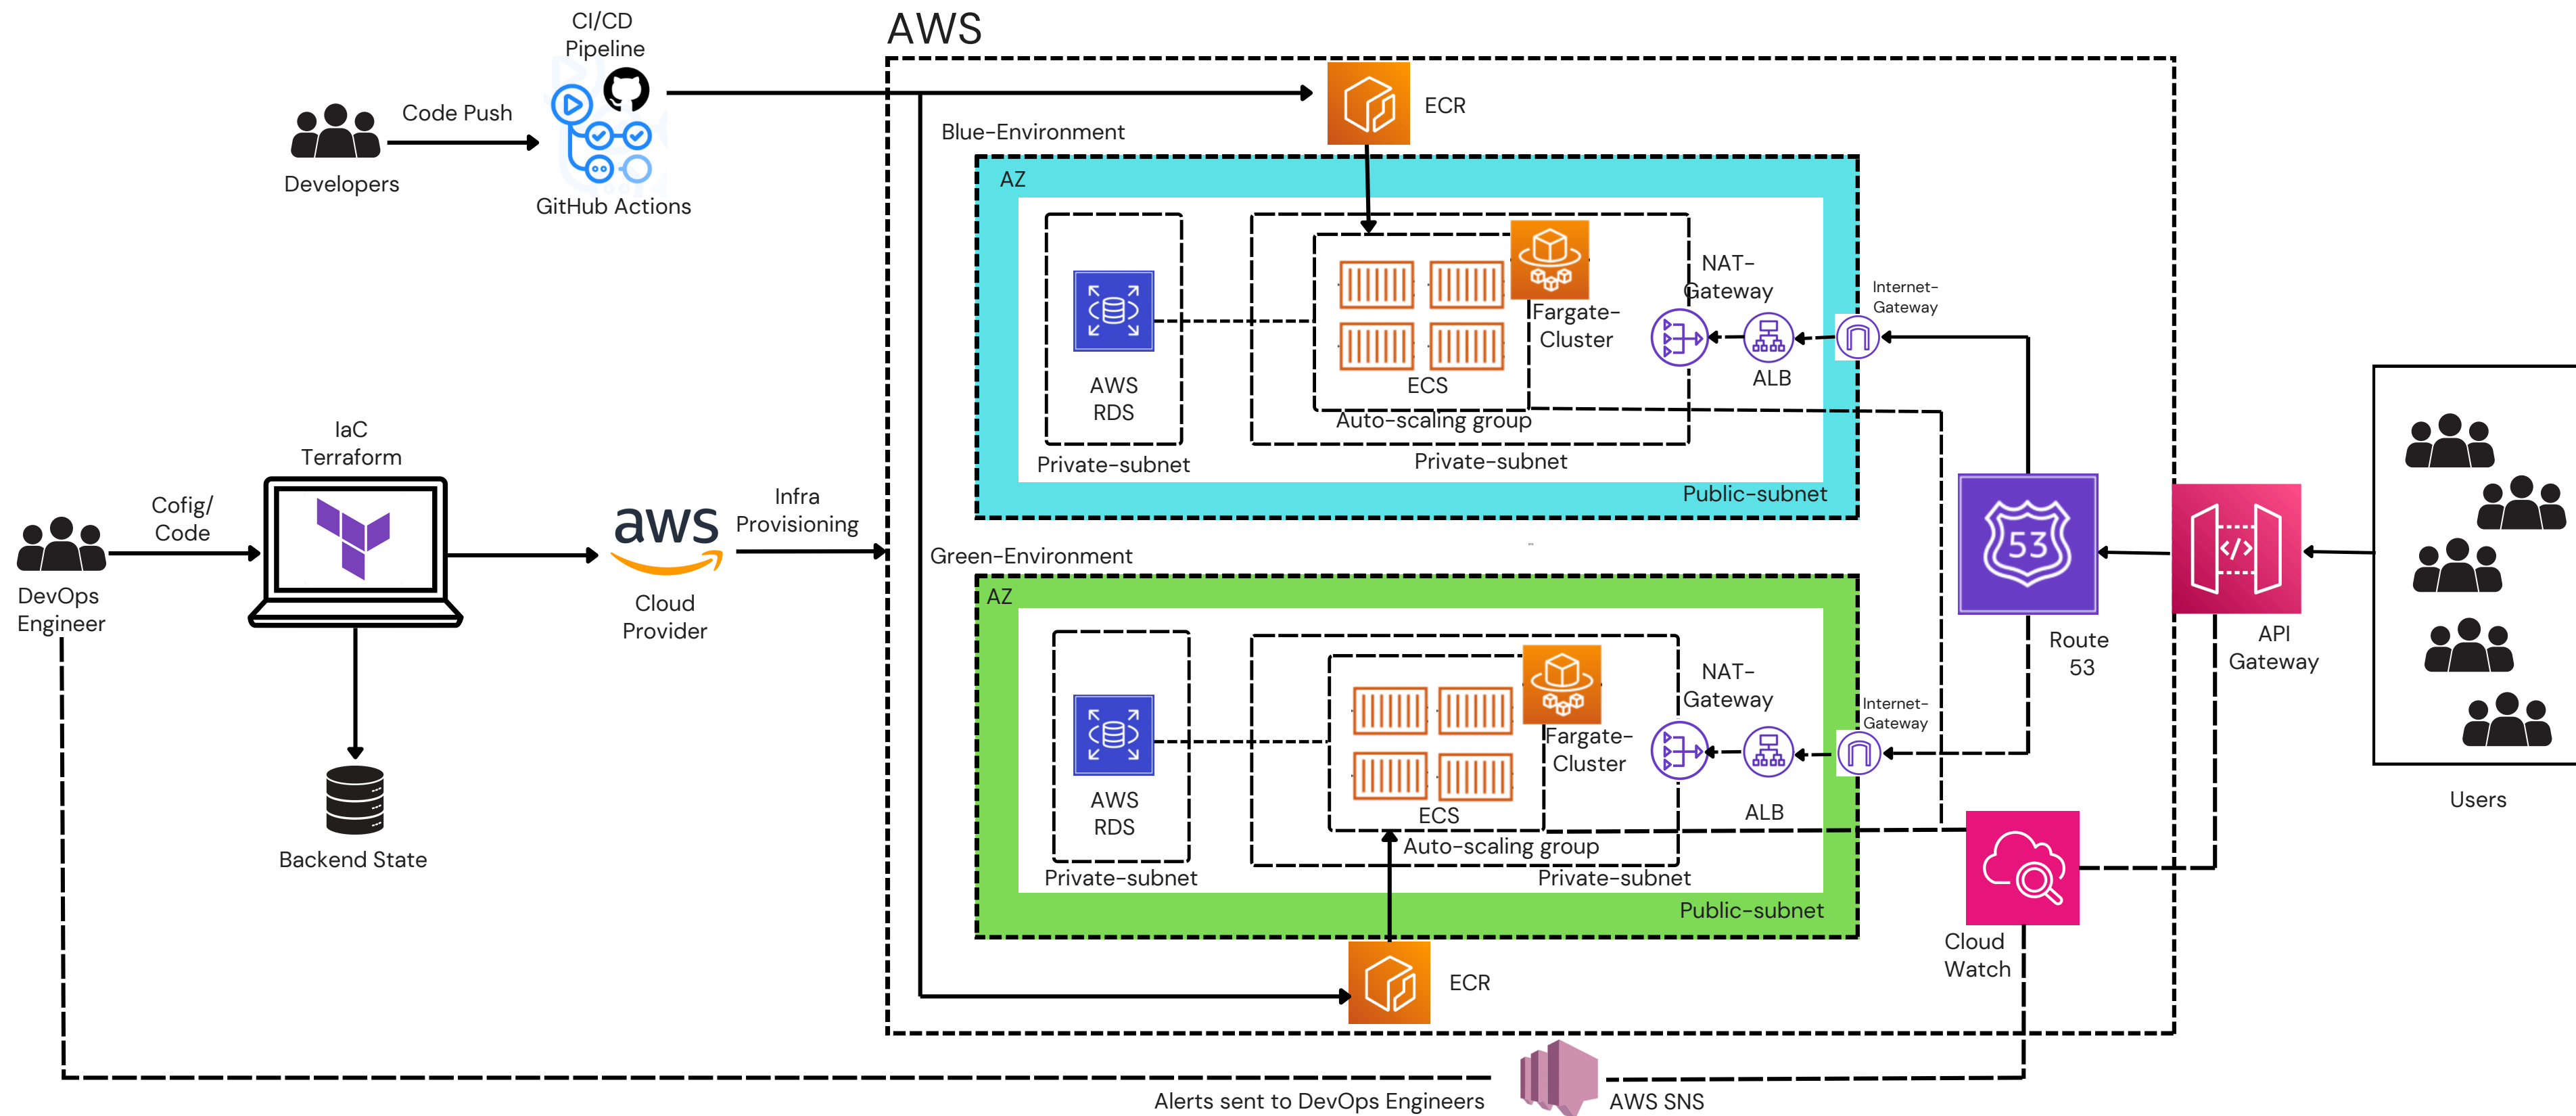 AWS
CI/CD
Pipeline
Code Push
Developers
GitHub Actions
ECR
Blue-Environment
AZ
NAT-
Gateway
Internet-
Gateway
Fargate-
Cluster
AWS
RDS
ECS
ALB
Auto-scaling group
Private-subnet
Private-subnet
Public-subnet
IaC
Terraform
Cofig/
Code
DevOps
Engineer
aws
Cloud
Provider
Infra
Provisioning
Backend State
Green-Environment
AZ
NAT-
Gateway
Internet-
Gateway
Fargate-
Cluster
AWS
RDS
ECS
ALB
Auto-scaling group
Private-subnet
Private-subnet
Public-subnet
53
Route
53
</>
API
Gateway
Users
Cloud
Watch
ECR
Alerts sent to DevOps Engineers
AWS SNS